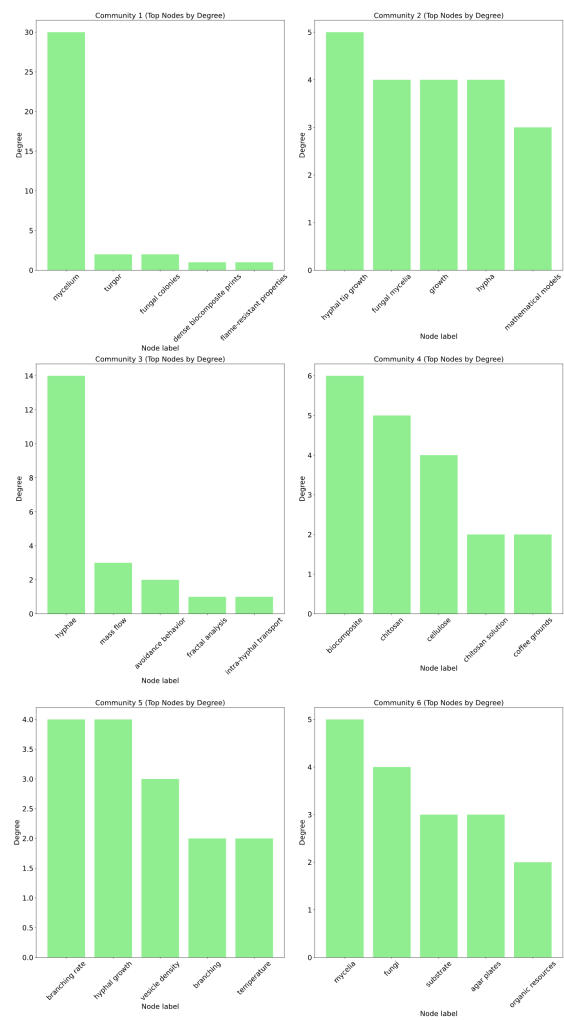 Community 1 (Top Nodes by Degree)
Degree
30
25
20
15
10
5
0
mycelium
turgor
fungal colonies
dense biocomposite prints
flame-resistant properties
Node label
Community 2 (Top Nodes by Degree)
Degree
5
4
3
2
1
0
hyphal tip growth
fungal mycelia
growth
hypha
mathematical models
Node label
Community 3 (Top Nodes by Degree)
Degree
14
12
10
8
6
4
2
0
hyphae
mass flow
avoidance behavior
fractal analysis
intra-hyphal transport
Node label
Community 4 (Top Nodes by Degree)
Degree
6
5
4
3
2
1
0
biocomposite
chitosan
cellulose
chitosan solution
coffee grounds
Node label
Community 5 (Top Nodes by Degree)
Degree
4.0
3.5
3.0
2.5
2.0
1.5
1.0
0.5
0.0
branching rate
hyphal growth
vesicle density
branching
temperature
Node label
Community 6 (Top Nodes by Degree)
Degree
5
4
3
2
1
0
mycelia
fungi
substrate
agar plates
organic resources
Node label